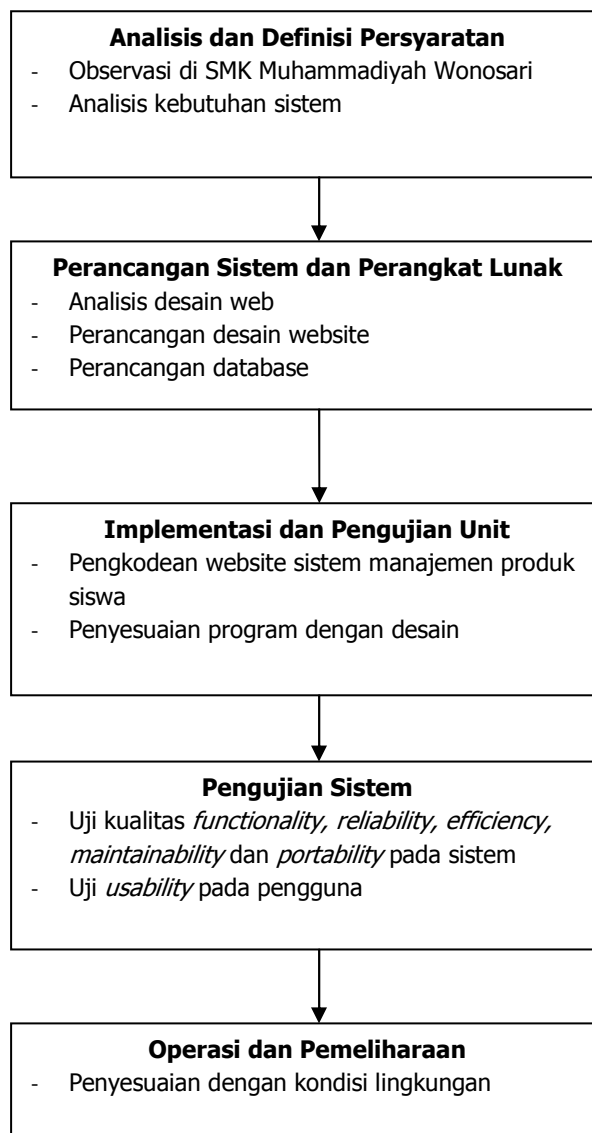 Analisis dan Definisi Persyaratan
- Observasi di SMK Muhammadiyah Wonosari
- Analisis kebutuhan sistem
Perancangan Sistem dan Perangkat Lunak
- Analisis desain web
- Perancangan desain website
- Perancangan database
Implementasi dan Pengujian Unit
- Pengkodean website sistem manajemen produk
siswa
- Penyesuaian program dengan desain
Pengujian Sistem
- Uji kualitas functionality, reliability, efficiency,
maintainability dan portability pada sistem
- Uji usability pada pengguna
Operasi dan Pemeliharaan
- Penyesuaian dengan kondisi lingkungan